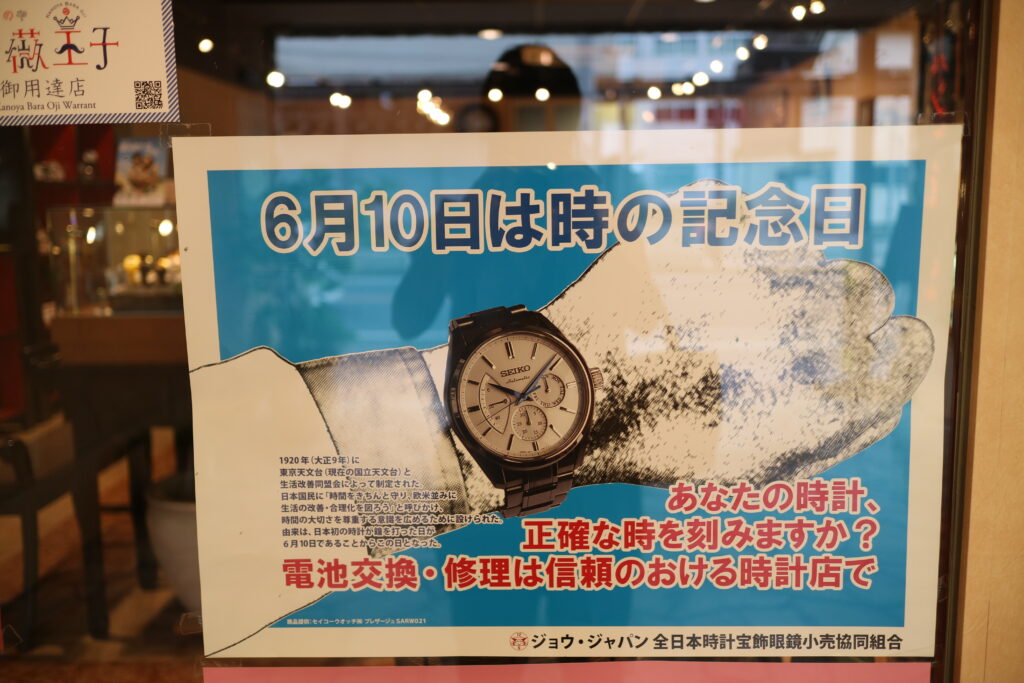 薇王子
御用達店
Kanoya Bara Oji Warrant
6月10日は時の記念日
SEIKO
Automatic
1920年（大正9年）に
東京天文台（現在の国立天文台）と
生活改善同盟会によって制定された。
日本国民に「時間をきちんと守り、欧米並みに
生活の改善・合理化を図ろう」と呼びかけ、
時間の大切さを尊重する意識を広めるために設けられた。
由来は、日本初の時計が鐘を打った日が
6月10日であることからこの日となった。
あなたの時計、
正確な時を刻みますか？
電池交換・修理は信頼のおける時計店で
商品提供：セイコーウオッチ㈱ プレザージュ SARW021
ジョウ・ジャパン 全日本時計宝飾眼鏡小売協同組合